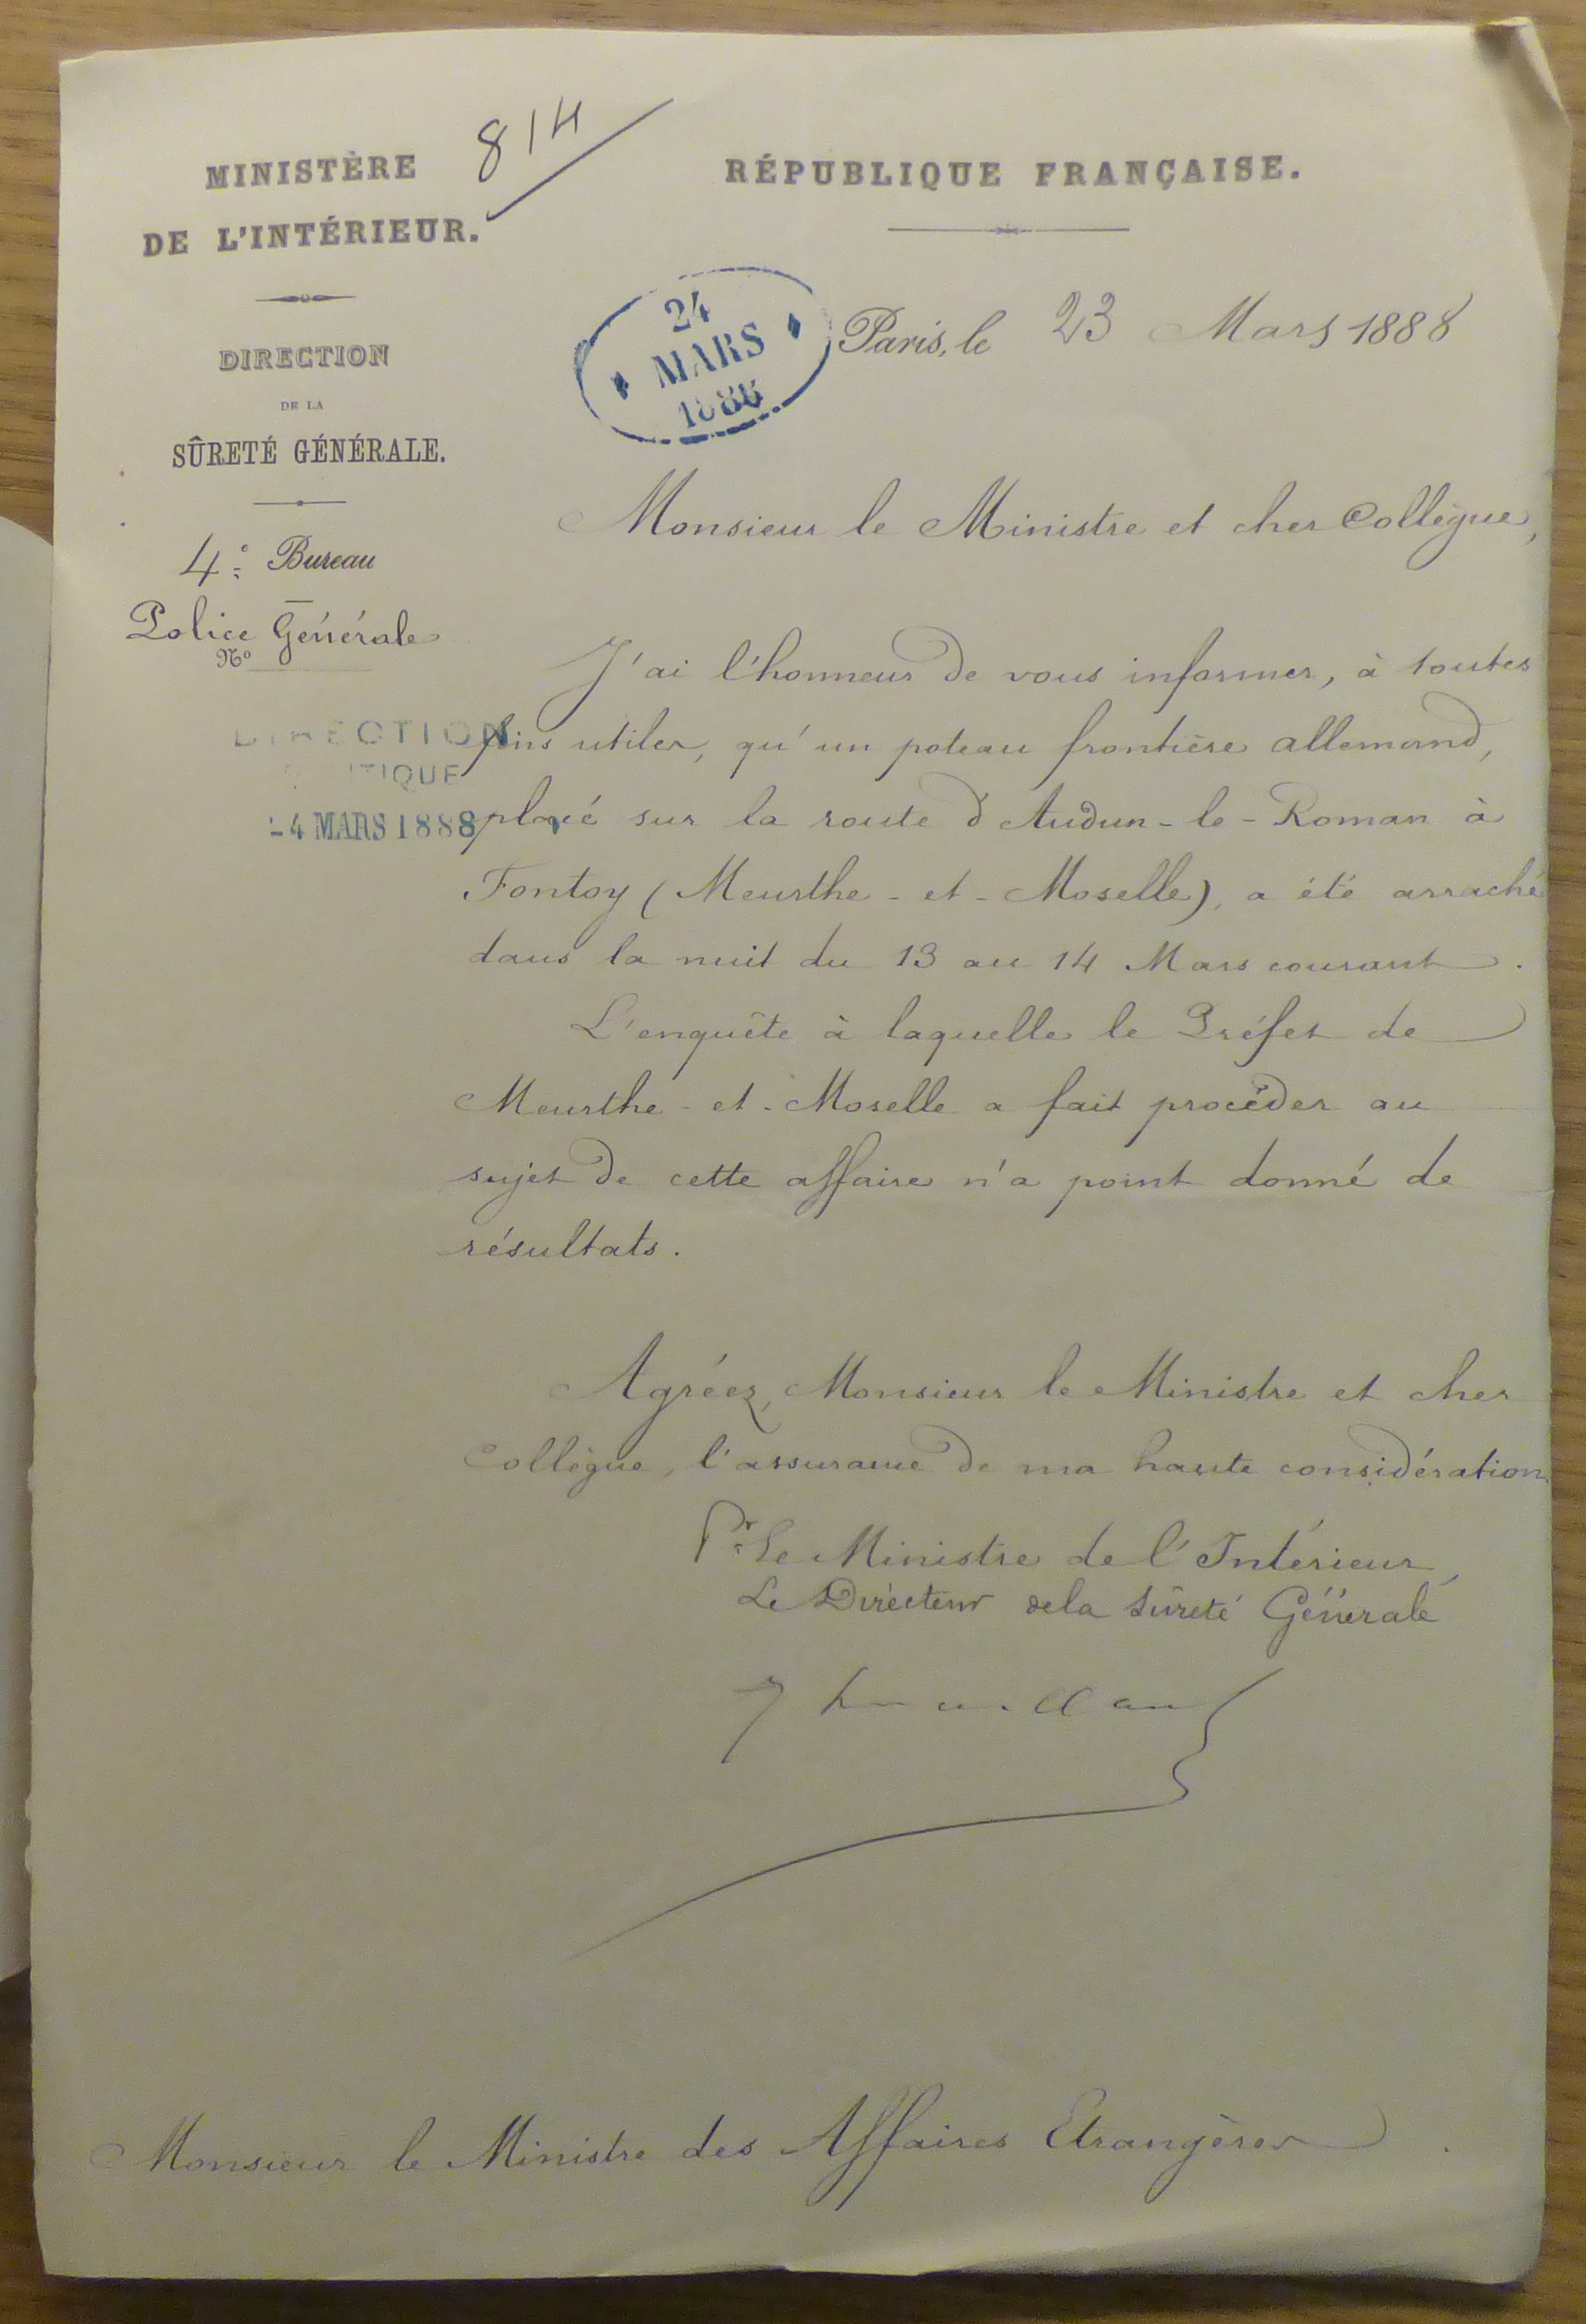 814
MINISTÈRE
DE L'INTÉRIEUR.
DIRECTION
DE LA
SÛRETÉ GÉNÉRALE.
4e Bureau
Police Générale
No
RÉPUBLIQUE FRANÇAISE.
24
MARS
1888
Paris, le 23 Mars 1888
Monsieur le Ministre et cher Collègue,
DIRECTION
24 MARS 1888
J'ai l'honneur de vous informer, à toutes
fins utiles, qu'un poteau frontière allemand,
placé sur la route d'Audun-le-Roman à
Fontoy (Meurthe-et-Moselle), a été arraché
dans la nuit du 13 au 14 Mars courant.
L'enquête à laquelle le Préfet de
Meurthe-et-Moselle a fait procéder au
sujet de cette affaire n'a point donné de
résultats.
Agréez, Monsieur le Ministre et cher
Collègue, l'assurance de ma haute considération.
Pr Le Ministre de l'Intérieur,
Le Directeur de la Sûreté Générale
Monsieur le Ministre des Affaires Etrangères.